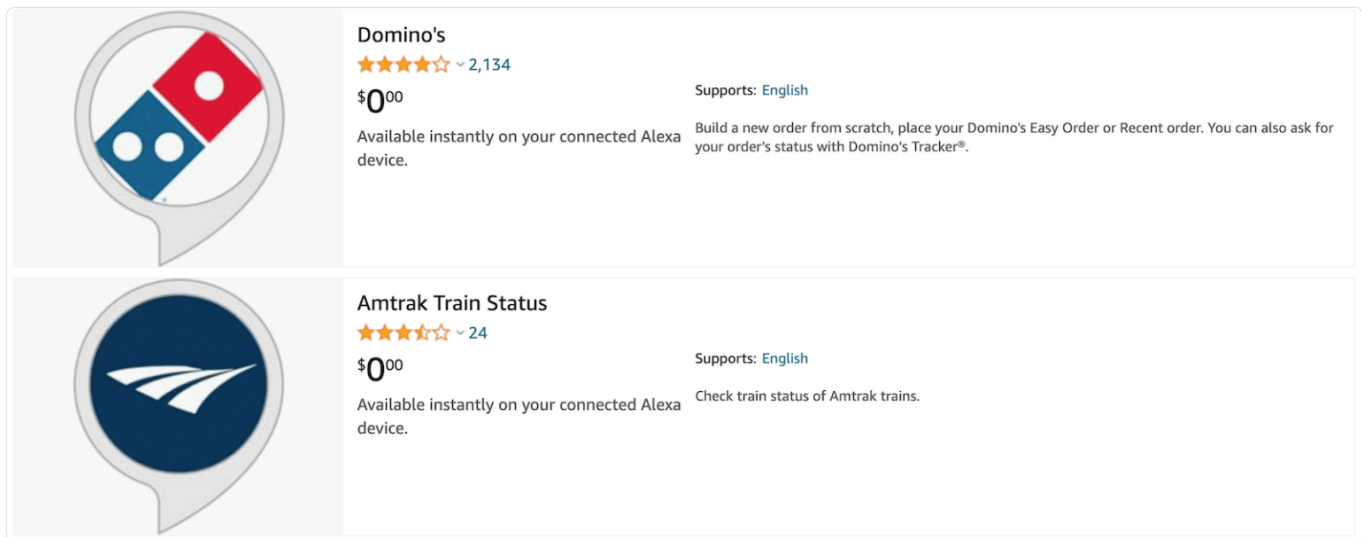 Domino's
2,134
$000
Available instantly on your connected Alexa
device.
Supports: English
Build a new order from scratch, place your Domino's Easy Order or Recent order. You can also ask for
your order's status with Domino's Tracker®.
Amtrak Train Status
24
$000
Available instantly on your connected Alexa
device.
Supports: English
Check train status of Amtrak trains.